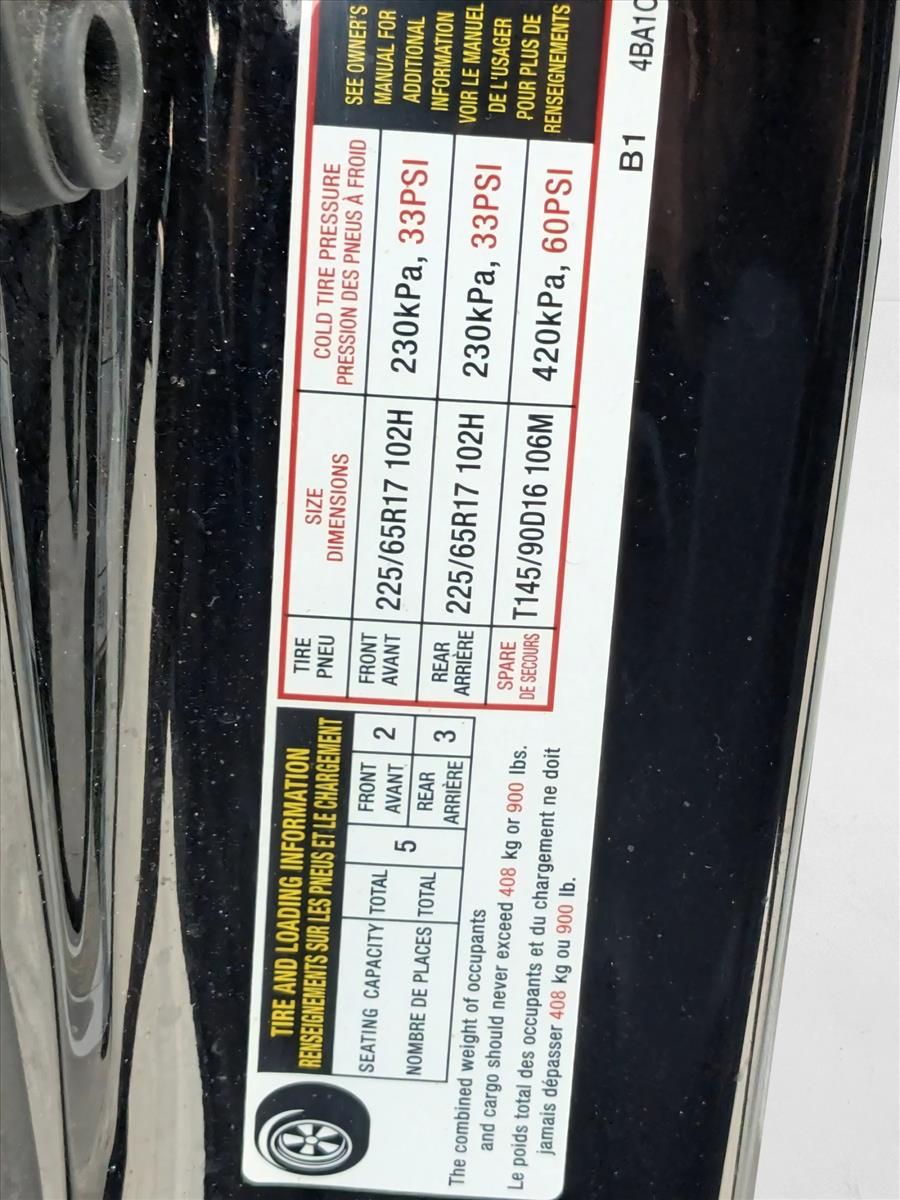 TIRE AND LOADING INFORMATION
RENSEIGNEMENTS SUR LES PNEUS ET LE CHARGEMENT
SEATING CAPACITY TOTAL 5 FRONT 2
AVANT
NOMBRE DE PLACES TOTAL REAR 3
ARRIÈRE
The combined weight of occupants
and cargo should never exceed 408 kg or 900 lbs.
Le poids total des occupants et du chargement ne doit
jamais dépasser 408 kg ou 900 lb.
TIRE SIZE COLD TIRE PRESSURE
PNEU DIMENSIONS PRESSION DES PNEUS À FROID
FRONT 225/65R17 102H 230kPa, 33PSI
AVANT
REAR 225/65R17 102H 230kPa, 33PSI
ARRIÈRE
SPARE T145/90D16 106M 420kPa, 60PSI
DE SECOURS
SEE OWNER'S
MANUAL FOR
ADDITIONAL
INFORMATION
VOIR LE MANUEL
DE L'USAGER
POUR PLUS DE
RENSEIGNEMENTS
B1 4BA10